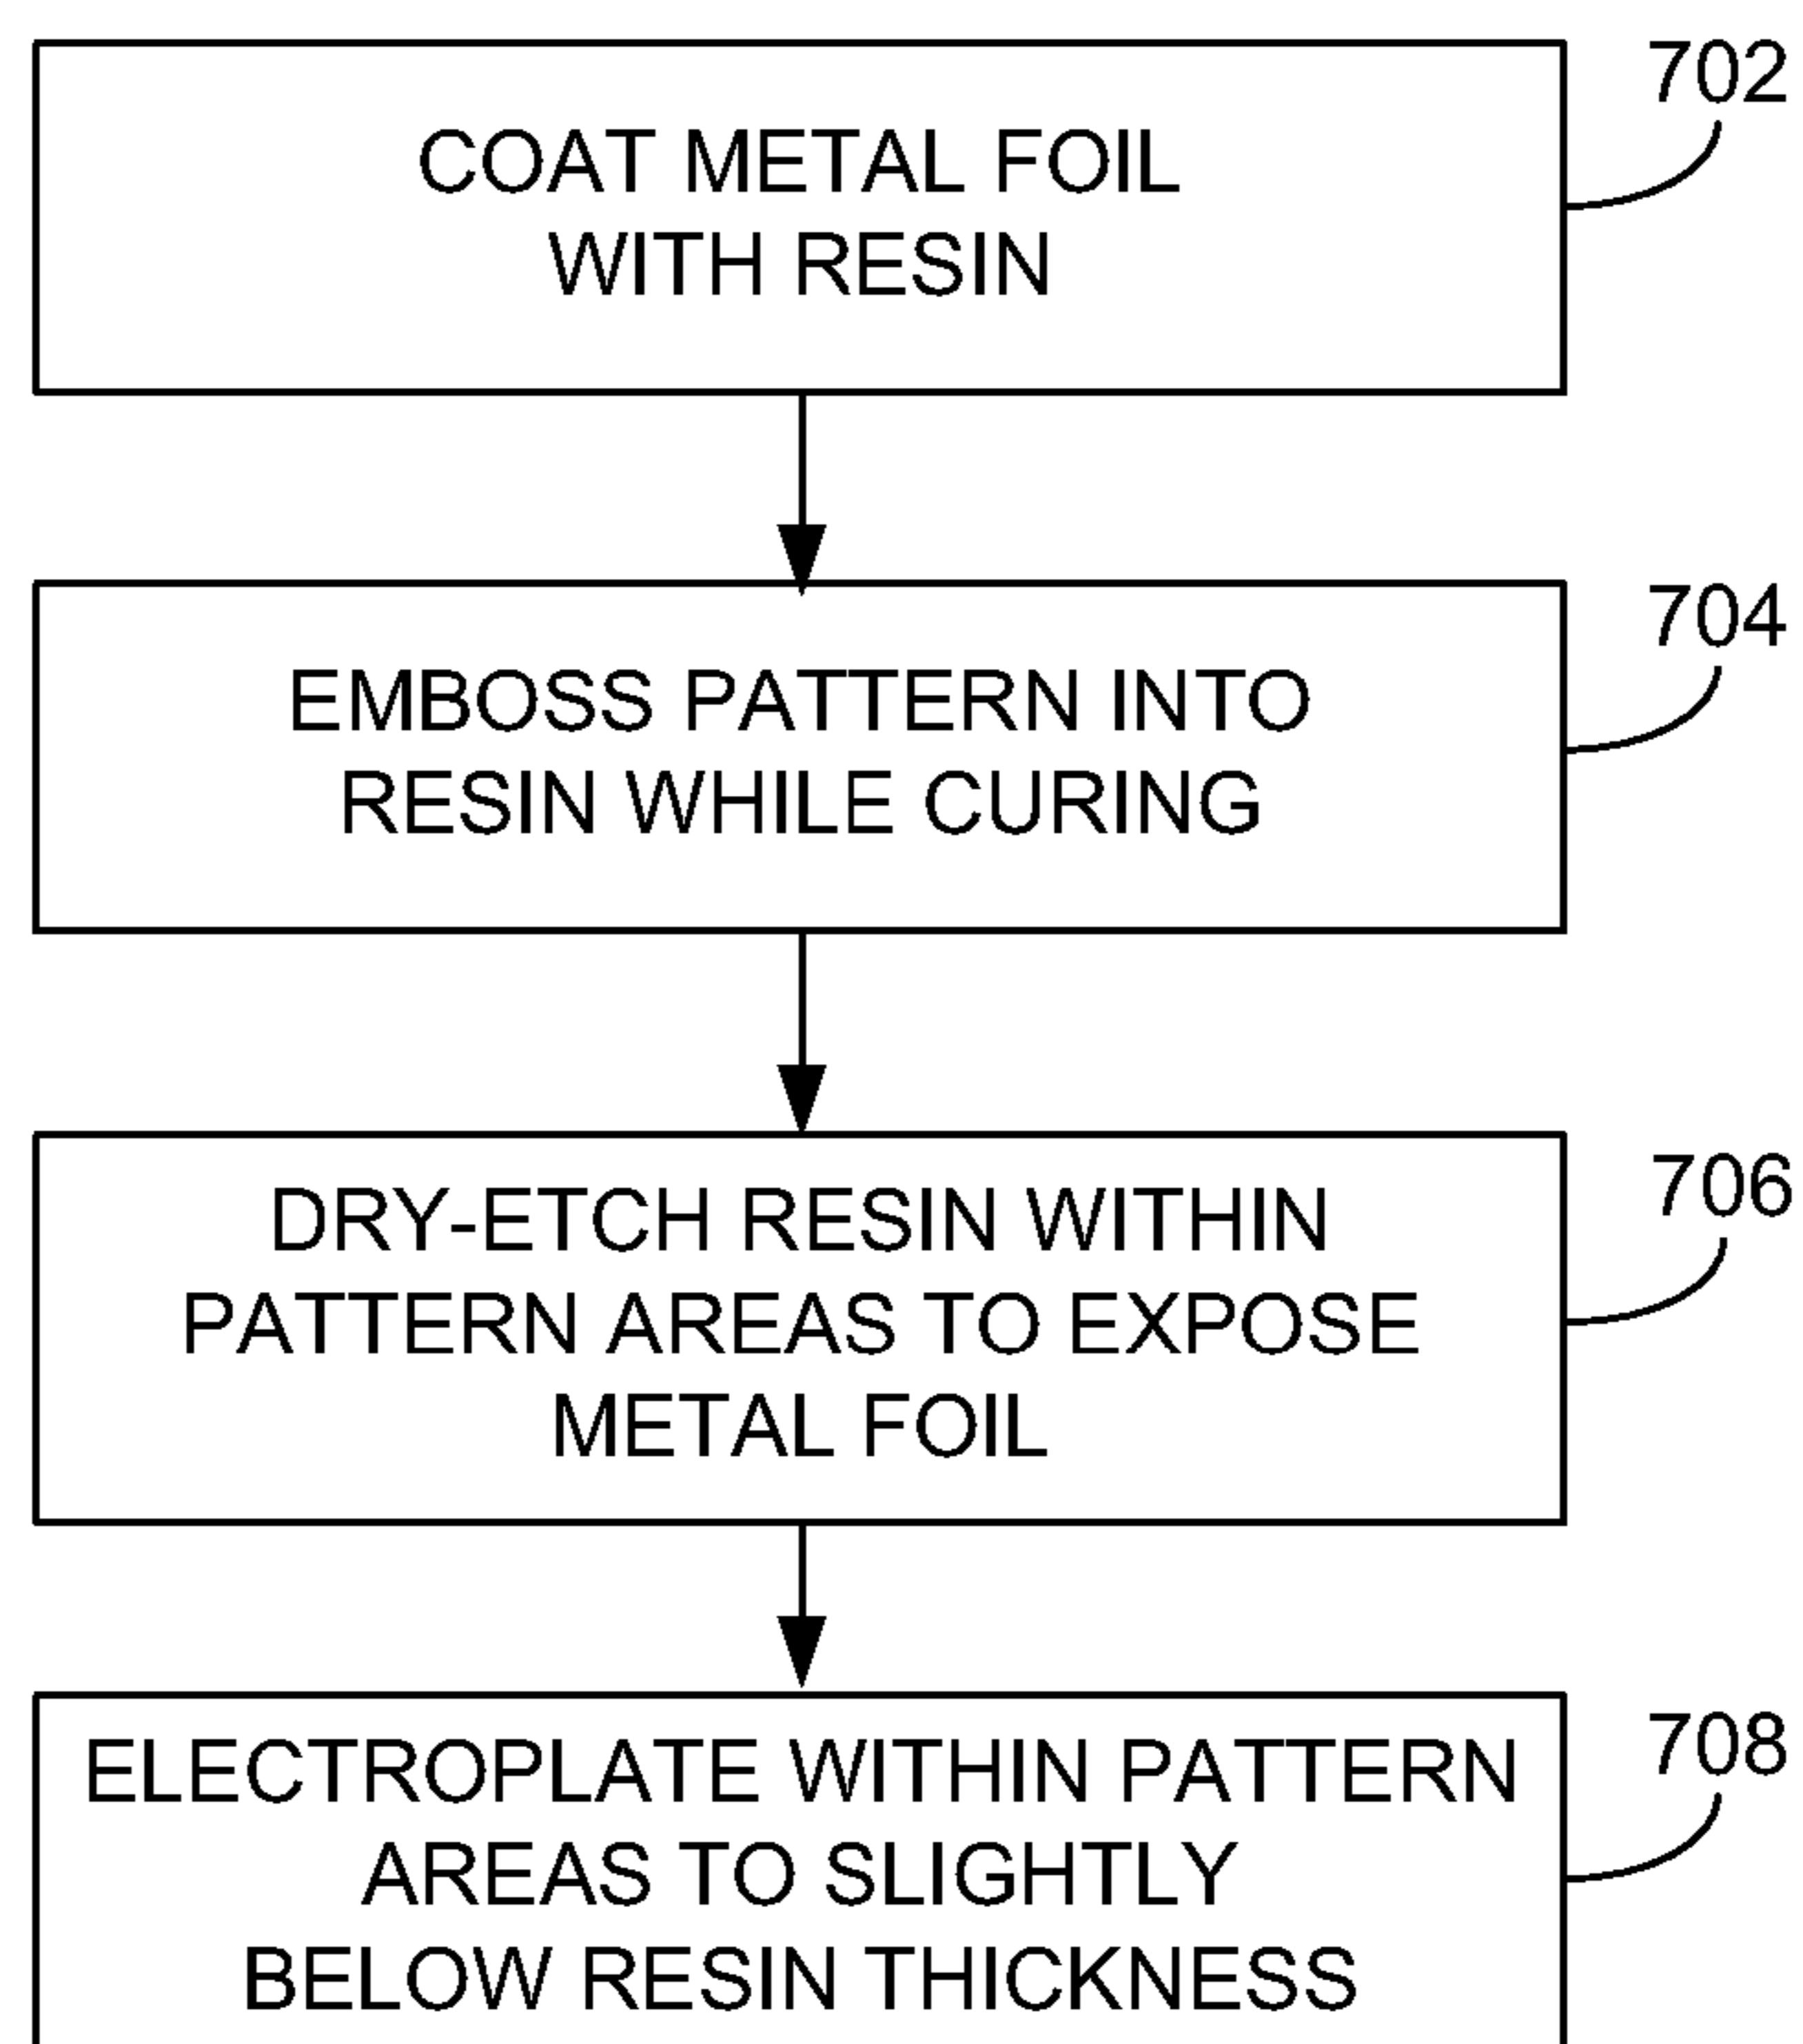 702
COAT METAL FOIL
WITH RESIN
704
EMBOSS PATTERN INTO
RESIN WHILE CURING
706
DRY-ETCH RESIN WITHIN
PATTERN AREAS TO EXPOSE
METAL FOIL
708
ELECTROPLATE WITHIN PATTERN
AREAS TO SLIGHTLY
BELOW RESIN THICKNESS